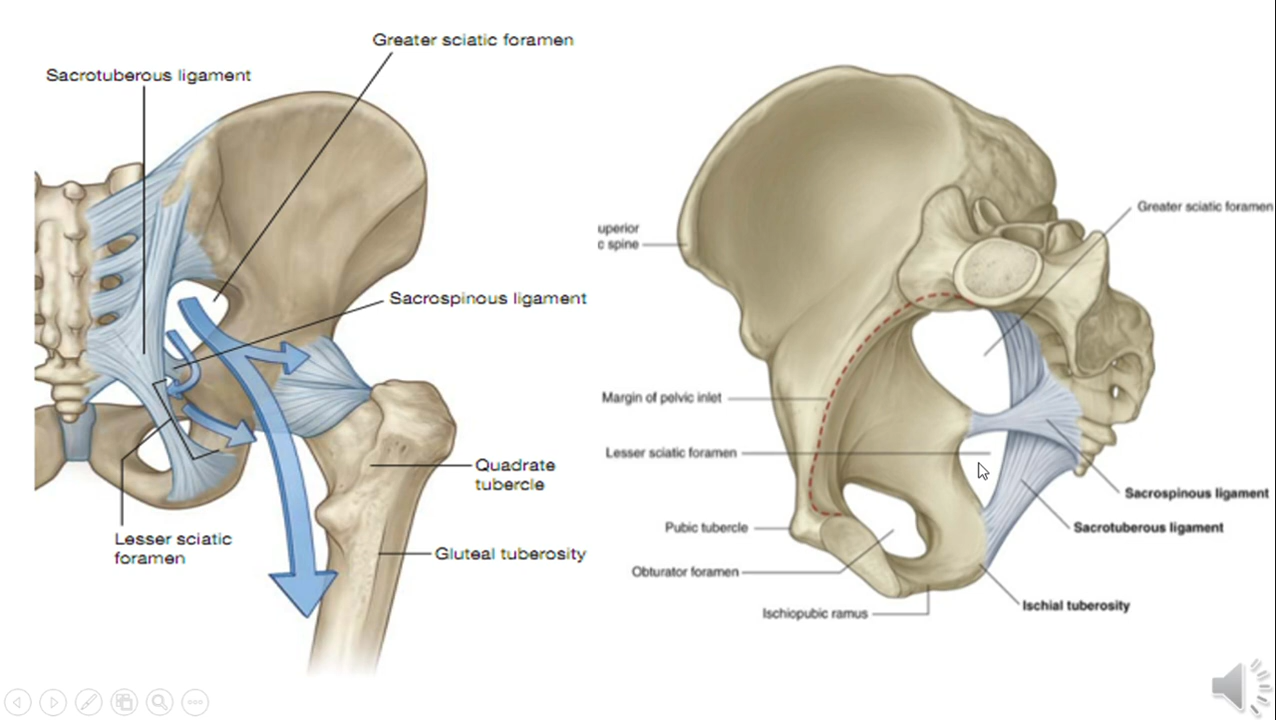 Greater sciatic foramen
Sacrotuberous ligament
Sacrospinous ligament
Quadrate
tubercle
Gluteal tuberosity
Lesser sciatic
foramen
Greater sciatic foramen
uperior
c spine
Margin of pelvic inlet
Lesser sciatic foramen
Sacrospinous ligament
Pubic tubercle
Sacrotuberous ligament
Obturator foramen
Ischial tuberosity
Ischiopubic ramus